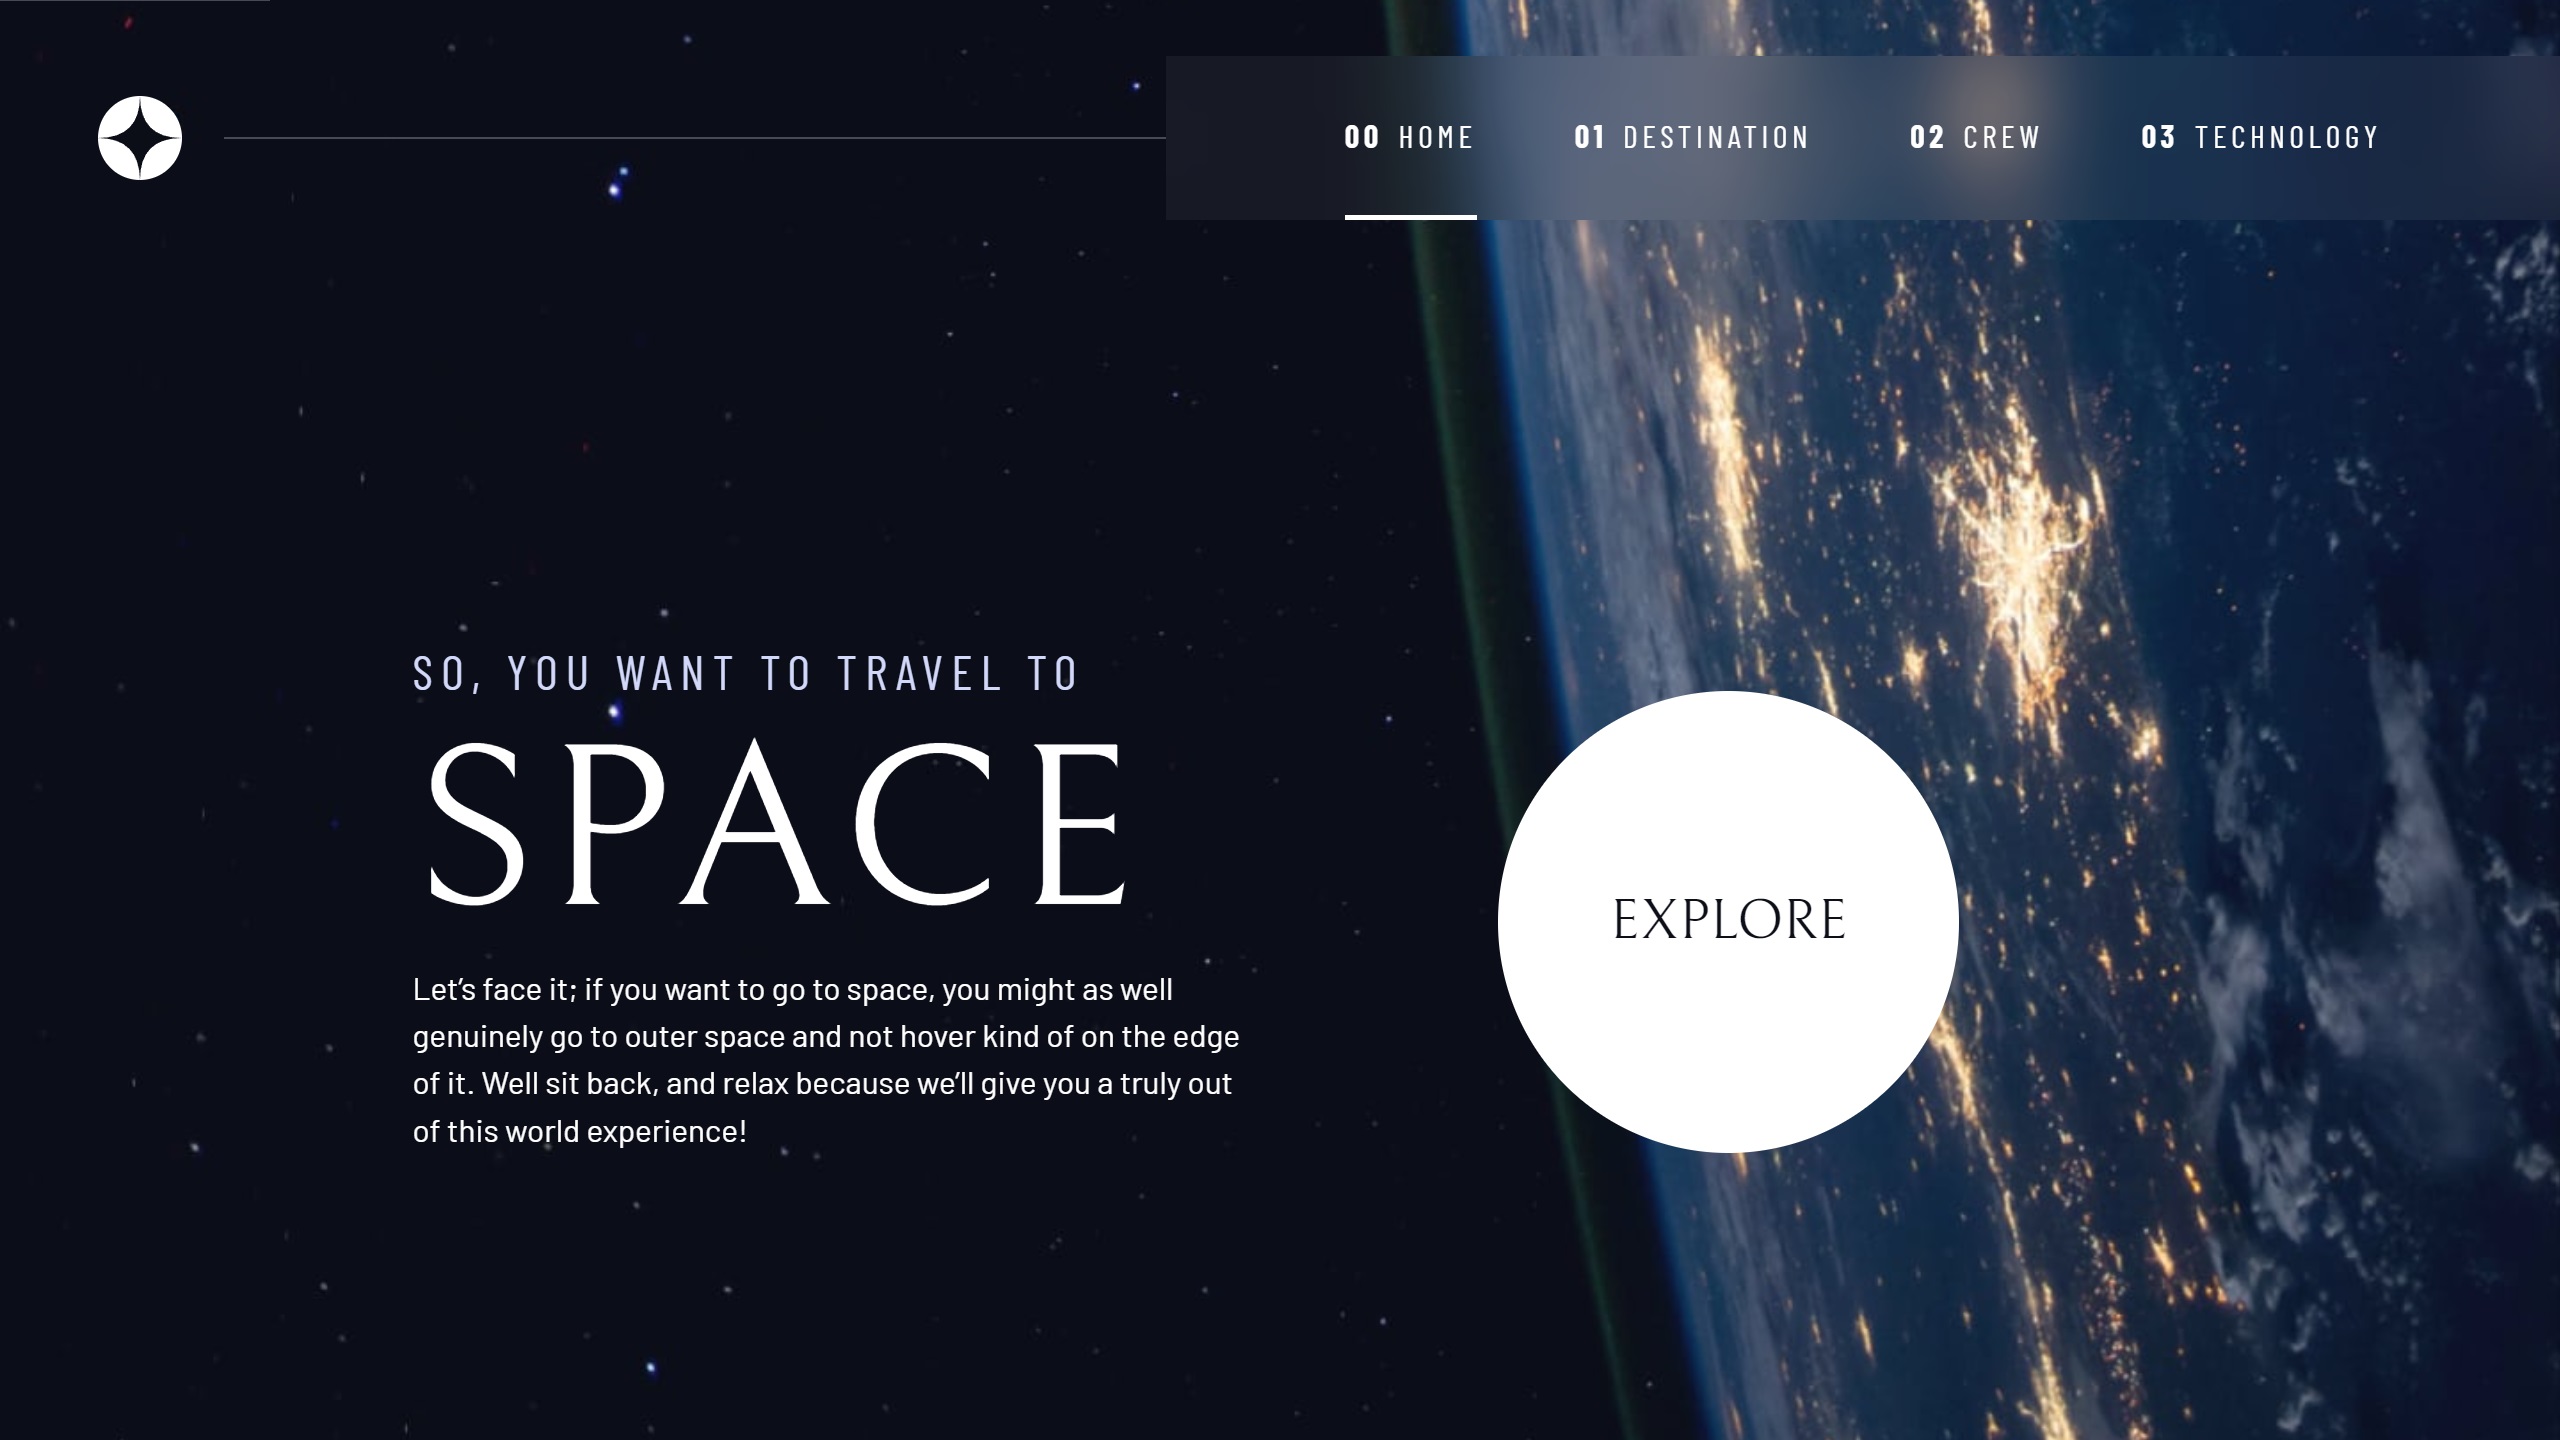 00 HOME
01 DESTINATION
02 CREW
03 TECHNOLOGY
SO, YOU WANT TO TRAVEL TO
SPACE
Let’s face it; if you want to go to space, you might as well
genuinely go to outer space and not hover kind of on the edge
of it. Well sit back, and relax because we’ll give you a truly out
of this world experience!
EXPLORE